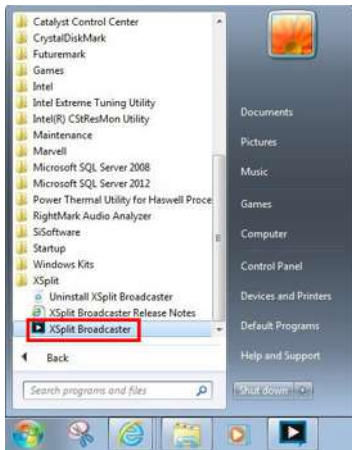 Catalyst Control Center
CrystalDiskMark
Futuremark
Games
Intel
Intel Extreme Tuning Utility
Intel(R) CStResMon Utility
Maintenance
Marvell
Microsoft SQL Server 2008
Microsoft SQL Server 2012
Power Thermal Utility for Haswell Proce
RightMark Audio Analyzer
SiSoftware
Startup
Windows Kits
XSplit
Uninstall XSplit Broadcaster
XSplit Broadcaster Release Notes
XSplit Broadcaster
Back
Search programs and files
Documents
Pictures
Music
Games
Computer
Control Panel
Devices and Printers
Default Programs
Help and Support
Shut down